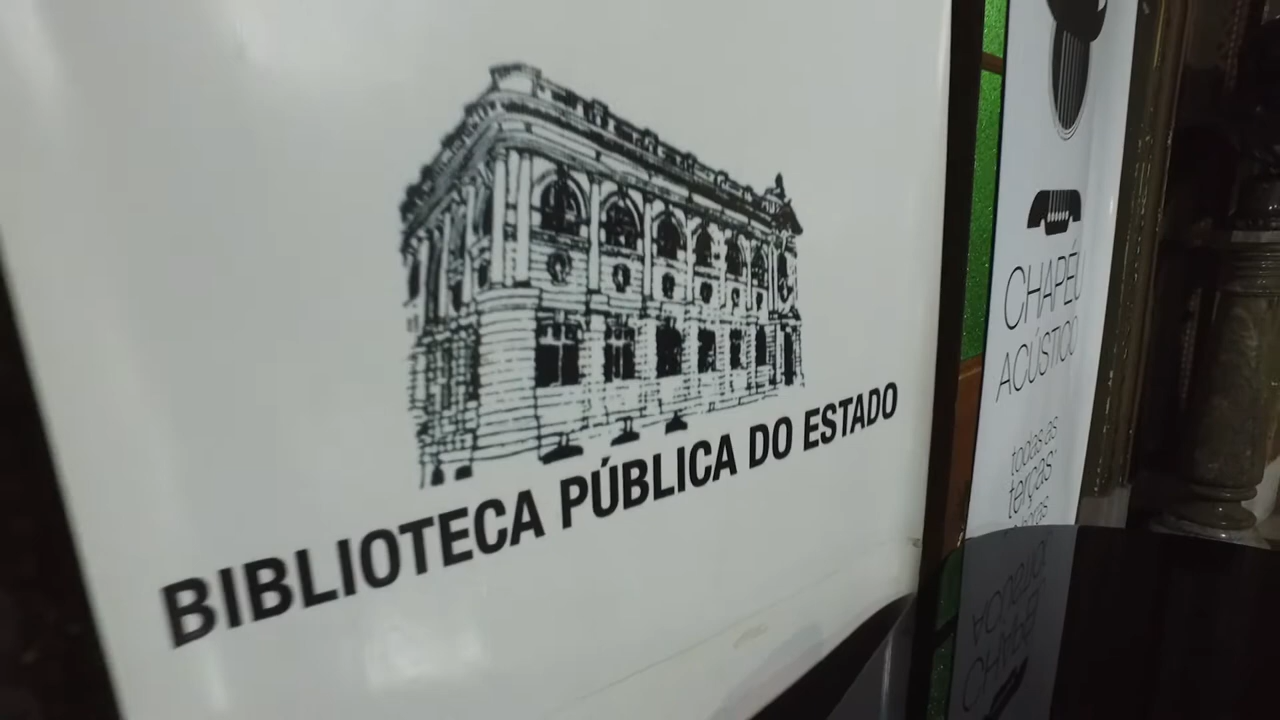 BIBLIOTECA PÚBLICA DO ESTADO
CHAPÉU
ACÚSTICO
todas as
terças